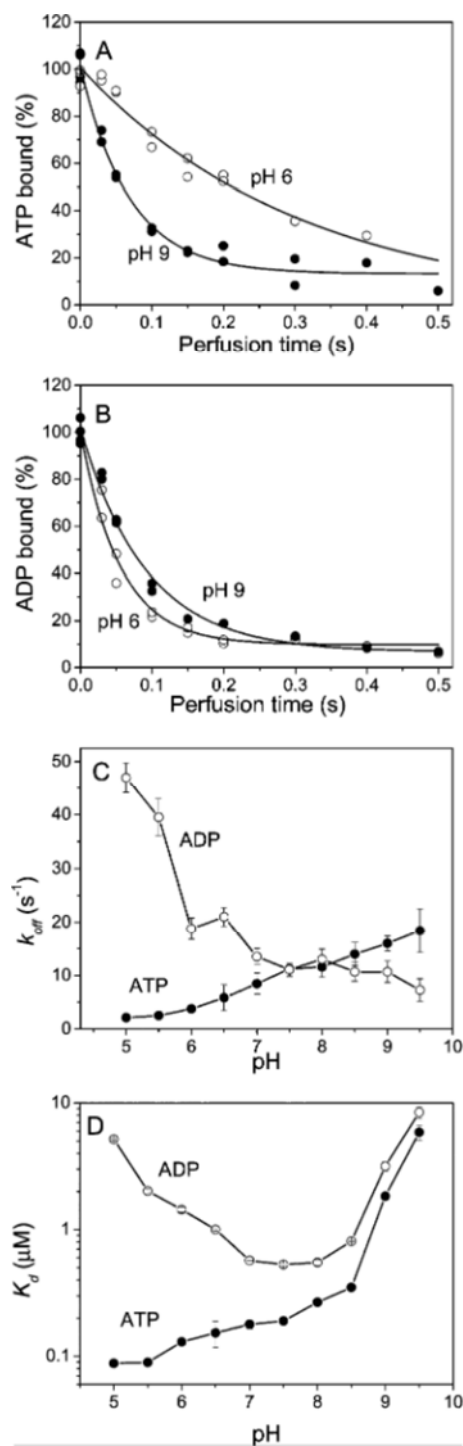 A
ATP bound (%)
120
100
80
60
40
20
0
pH 6
pH 9
0.0 0.1 0.2 0.3 0.4 0.5
Perfusion time (s)
B
ADP bound (%)
120
100
80
60
40
20
0
pH 9
pH 6
0.0 0.1 0.2 0.3 0.4 0.5
Perfusion time (s)
C
k_off (s⁻¹)
50
40
30
20
10
0
ADP
ATP
5 6 7 8 9 10
pH
D
K_d (μM)
10
1
0.1
ADP
ATP
5 6 7 8 9 10
pH